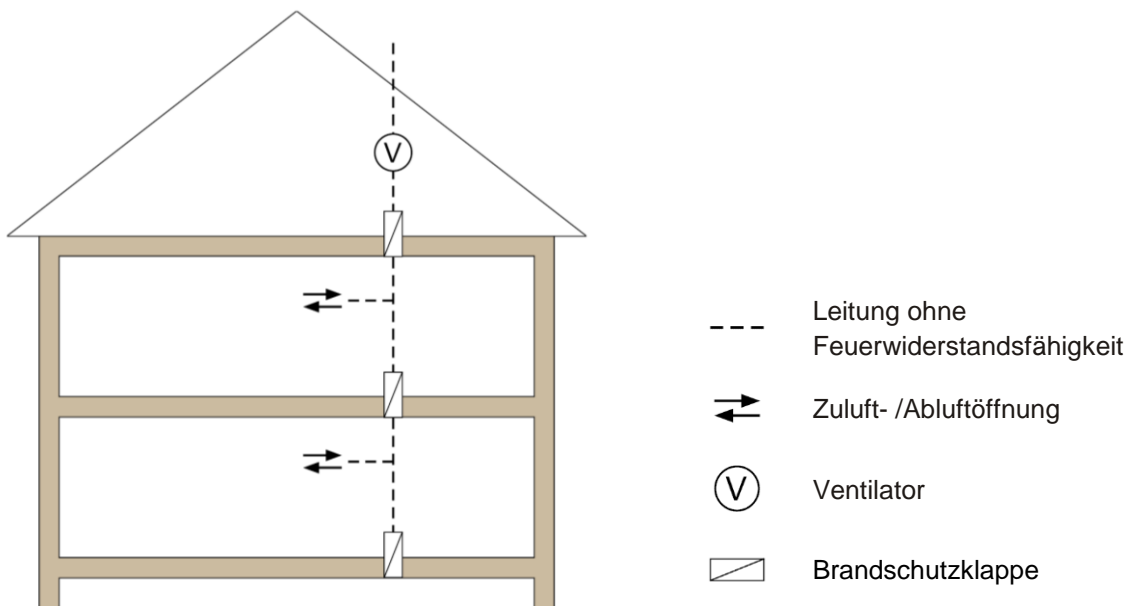 V
Leitung ohne
Feuerwiderstandsfähigkeit
Zuluft- /Abluftöffnung
V
Ventilator
Brandschutzklappe